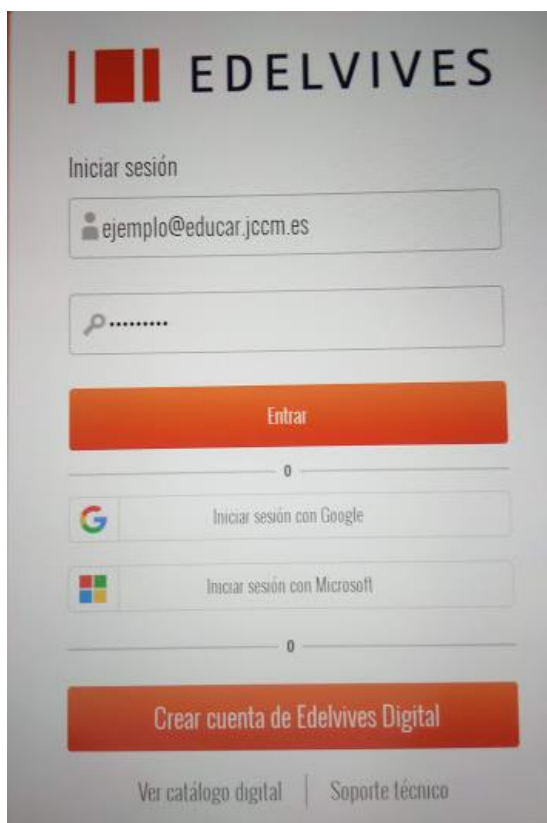 EDELVIVES
Iniciar sesión
ejemplo@educar.jccm.es
•••••••••
Entrar
o
Iniciar sesión con Google
Iniciar sesión con Microsoft
o
Crear cuenta de Edelvives Digital
Ver catálogo digital | Soporte técnico